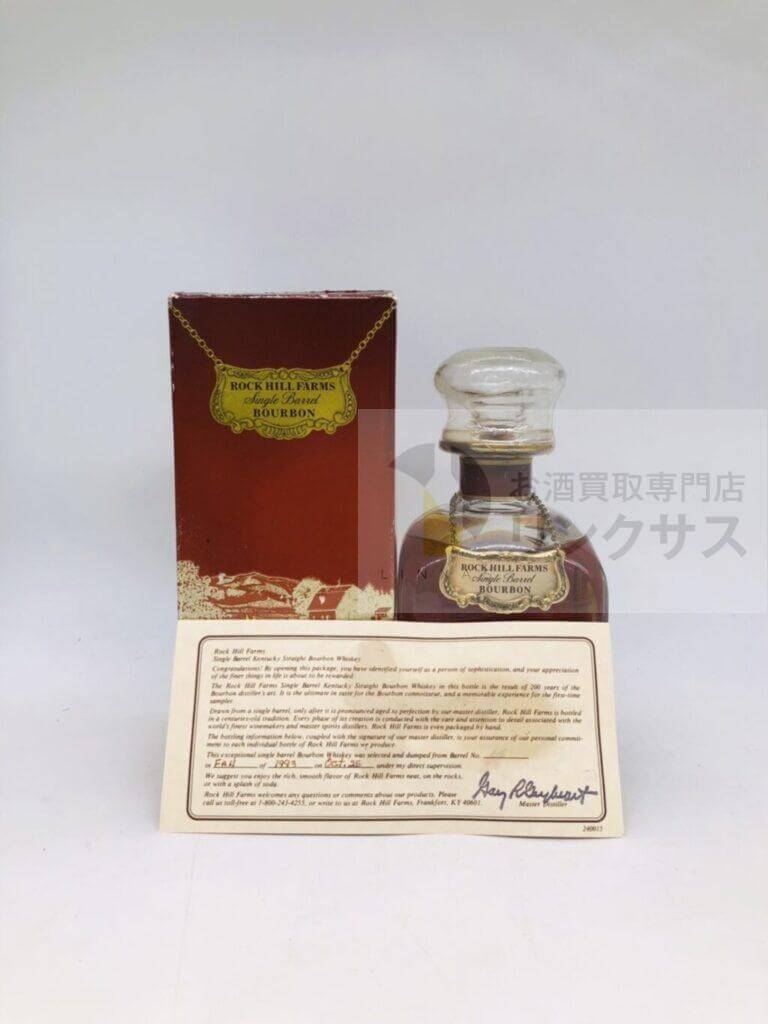 ROCK HILL FARMS
Single Barrel
BOURBON
お酒買取専門店
リンクサス
LIN
ROCK HILL FARMS
Single Barrel
BOURBON
Rock Hill Farms
Single Barrel Kentucky Straight Bourbon Whiskey
Congratulations! By opening this package, you have identified yourself as a person of sophistication, and your appreciation
of the finer things in life is about to be rewarded.
The Rock Hill Farms Single Barrel Kentucky Straight Bourbon Whiskey in this bottle is the result of 200 years of the
Bourbon distiller's art. It is the ultimate in taste for the Bourbon connoisseur, and a memorable experience for the first-time
sampler.
Drawn from a single barrel, only after it is pronounced aged to perfection by our master distiller, Rock Hill Farms is bottled
in a centuries-old tradition. Every phase of its creation is conducted with the care and attention to detail associated with the
world's finest winemakers and master spirits distillers. Rock Hill Farms is even packaged by hand.
The bottling information below, coupled with the signature of our master distiller, is your assurance of our personal commit-
ment to each individual bottle of Rock Hill Farms we produce.
This exceptional single barrel Bourbon Whiskey was selected and dumped from Barrel No.
in Fall of 1993 on Oct. 26 under my direct supervision.
We suggest you enjoy the rich, smooth flavor of Rock Hill Farms neat, on the rocks,
or with a splash of soda.
Rock Hill Farms welcomes any questions or comments about our products. Please
call us toll-free at 1-800-245-4255, or write to us at Rock Hill Farms, Frankfort, KY 40601.
Gary R Gayheart
Master Distiller
240015